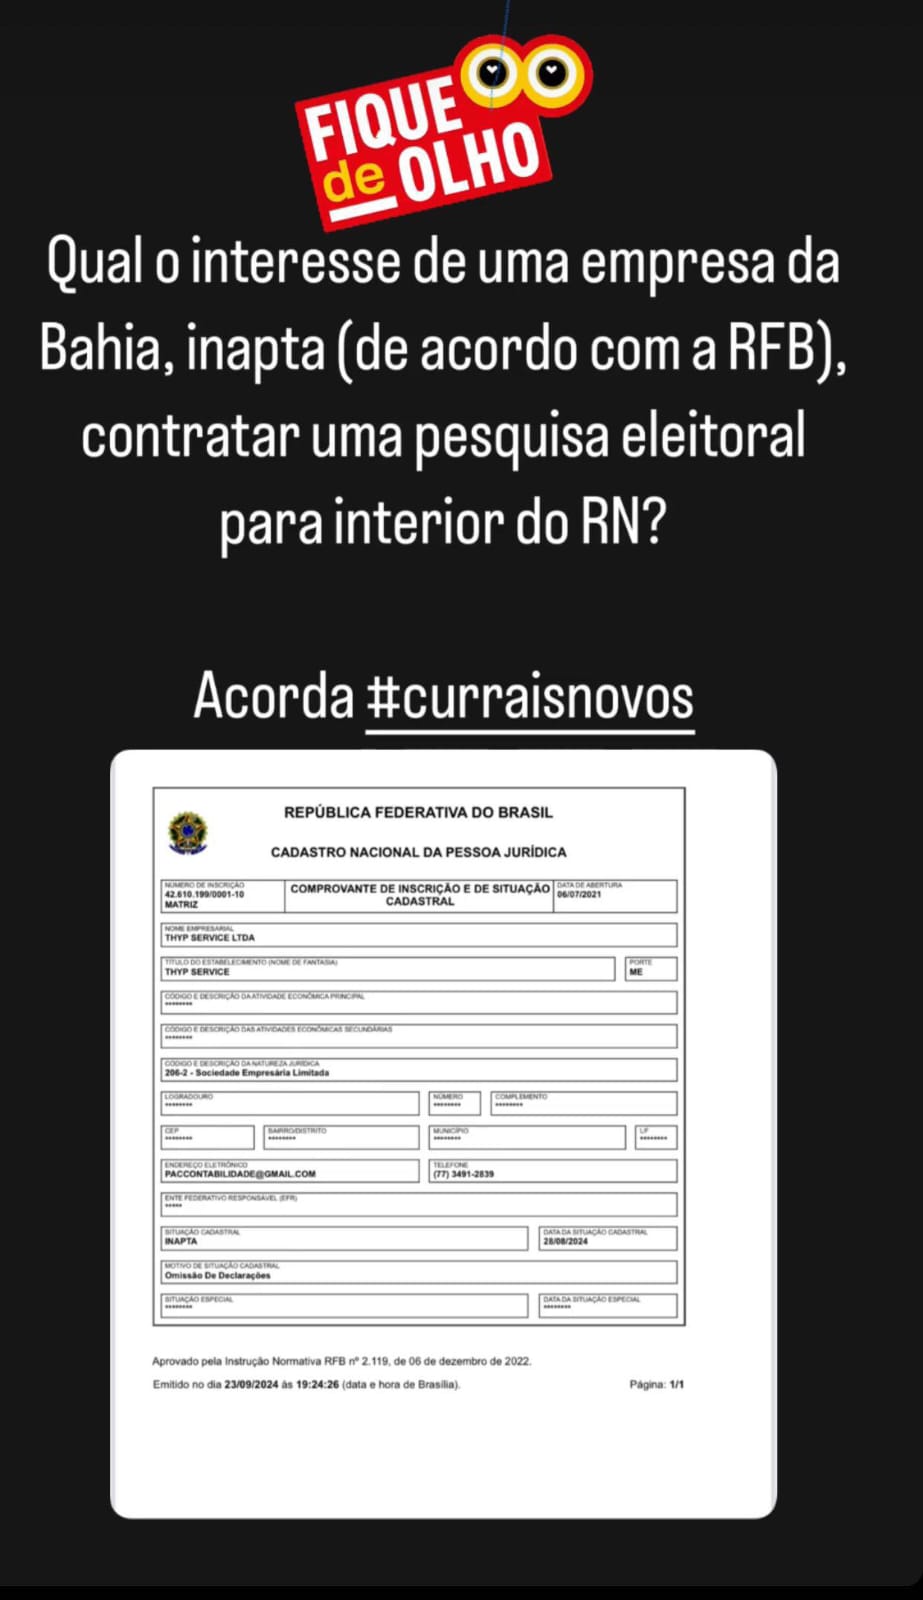 FIQUE
de OLHO
Qual o interesse de uma empresa da
Bahia, inapta (de acordo com a RFB),
contratar uma pesquisa eleitoral
para interior do RN?
Acorda #curraisnovos
REPÚBLICA FEDERATIVA DO BRASIL
CADASTRO NACIONAL DA PESSOA JURÍDICA
NÚMERO DE INSCRIÇÃO
42.610.199/0001-10
MATRIZ
COMPROVANTE DE INSCRIÇÃO E DE SITUAÇÃO
CADASTRAL
DATA DE ABERTURA
06/07/2021
NOME EMPRESARIAL
THYP SERVICE LTDA
TÍTULO DO ESTABELECIMENTO (NOME DE FANTASIA)
THYP SERVICE
PORTE
ME
CÓDIGO E DESCRIÇÃO DA ATIVIDADE ECONÔMICA PRINCIPAL
********
CÓDIGO E DESCRIÇÃO DAS ATIVIDADES ECONÔMICAS SECUNDÁRIAS
********
CÓDIGO E DESCRIÇÃO DA NATUREZA JURÍDICA
206-2 - Sociedade Empresária Limitada
LOGRADOURO
********
NÚMERO
********
COMPLEMENTO
********
CEP
********
BAIRRO/DISTRITO
********
MUNICÍPIO
********
UF
********
ENDEREÇO ELETRÔNICO
PACCONTABILIDADE@GMAIL.COM
TELEFONE
(77) 3491-2839
ENTE FEDERATIVO RESPONSÁVEL (EFR)
*****
SITUAÇÃO CADASTRAL
INAPTA
DATA DA SITUAÇÃO CADASTRAL
28/08/2024
MOTIVO DE SITUAÇÃO CADASTRAL
Omissão De Declarações
SITUAÇÃO ESPECIAL
********
DATA DA SITUAÇÃO ESPECIAL
********
Aprovado pela Instrução Normativa RFB nº 2.119, de 06 de dezembro de 2022.
Emitido no dia 23/09/2024 às 19:24:26 (data e hora de Brasília).
Página: 1/1